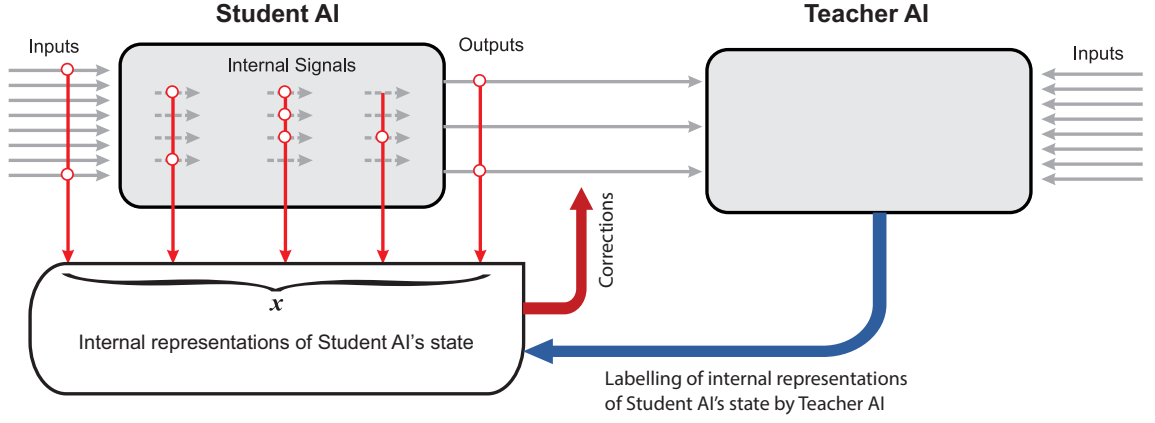 Student AI
Teacher AI
Inputs
Outputs
Inputs
Internal Signals
Corrections
x
Internal representations of Student AI's state
Labelling of internal representations
of Student AI's state by Teacher AI